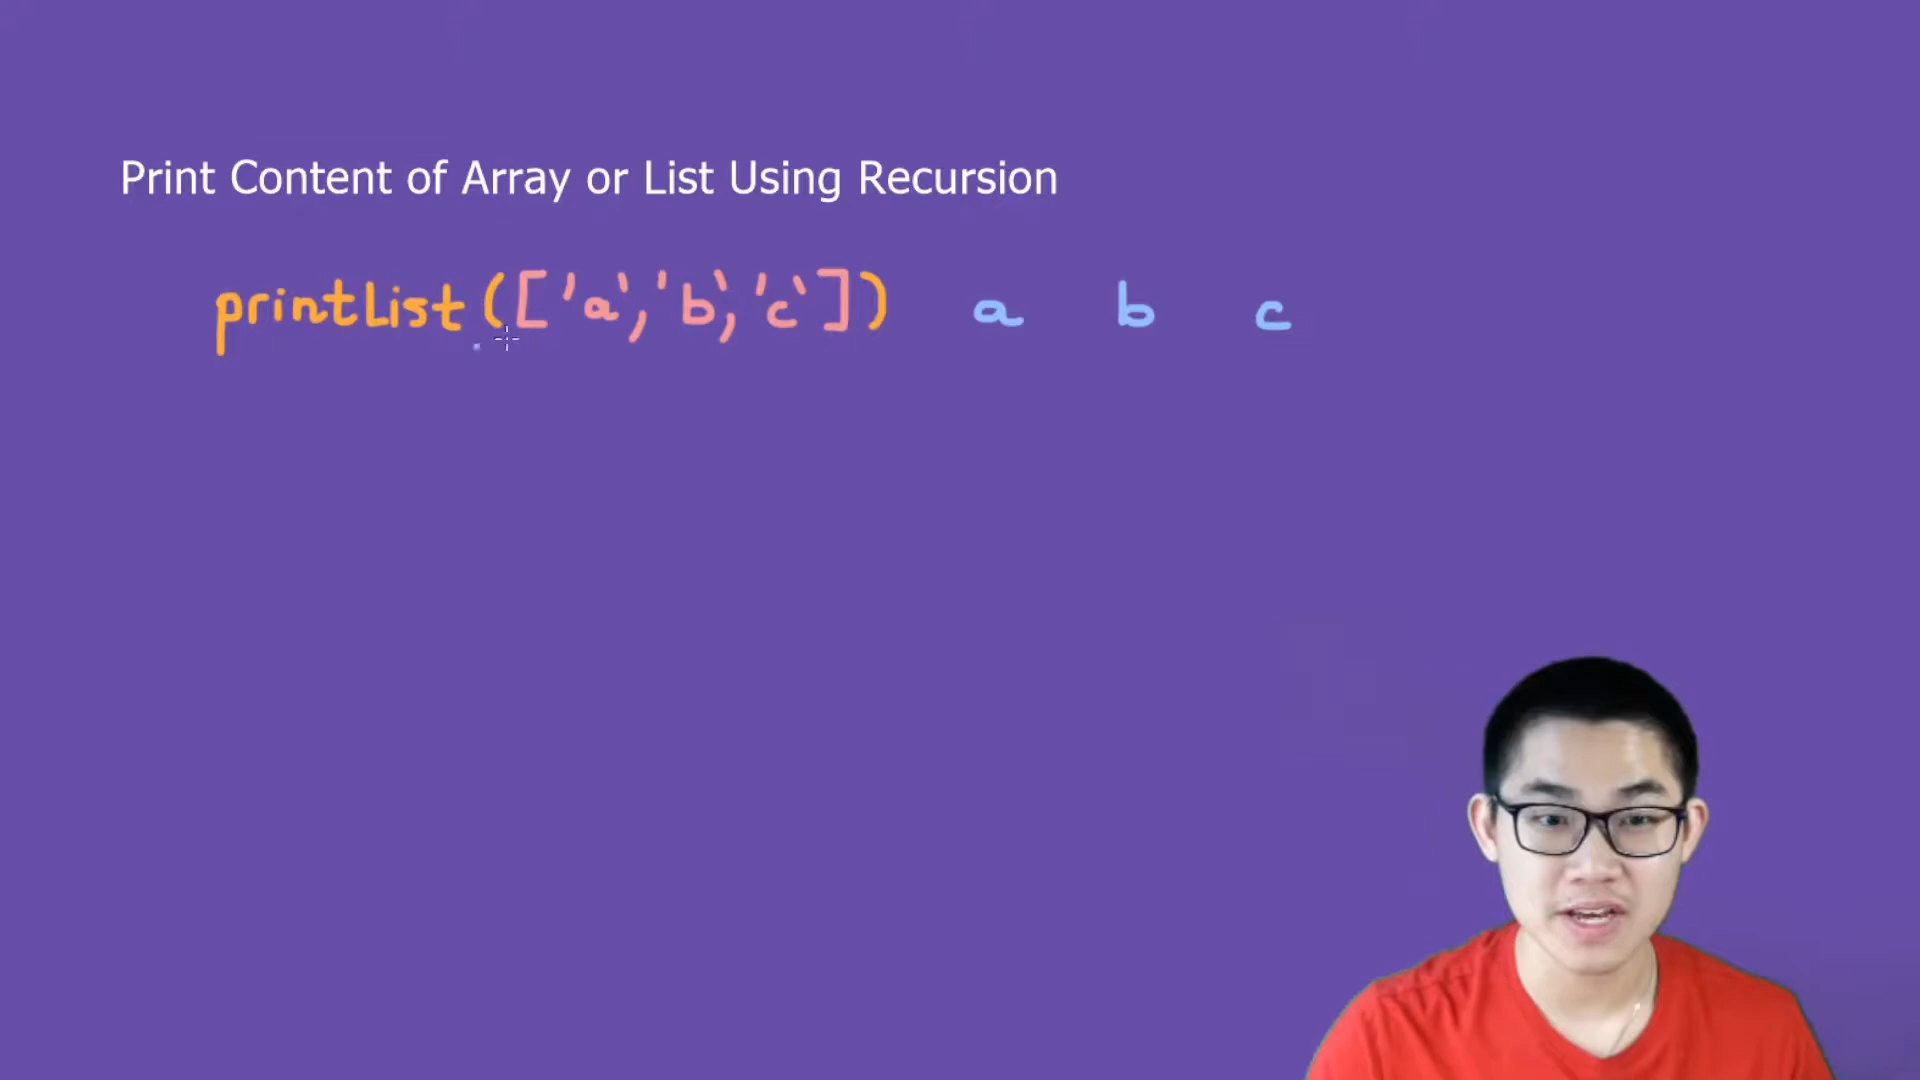 Print Content of Array or List Using Recursion
printList(['a','b','c']) a b c